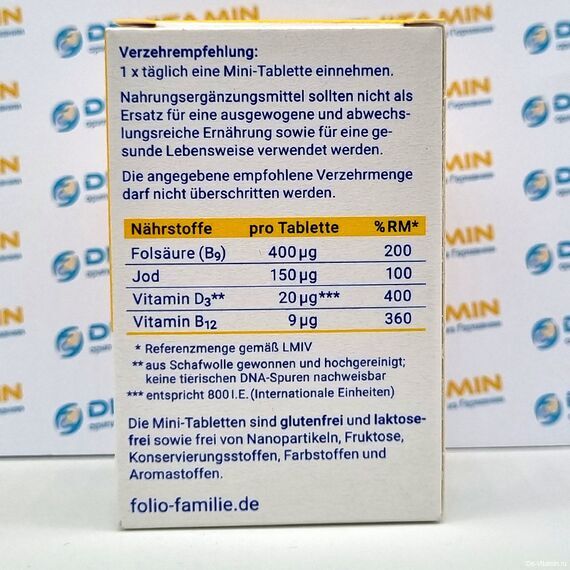 Verzehrempfehlung:
1 x täglich eine Mini-Tablette einnehmen.
Nahrungsergänzungsmittel sollten nicht als
Ersatz für eine ausgewogene und abwechs-
lungsreiche Ernährung sowie für eine ge-
sunde Lebensweise verwendet werden.
Die angegebene empfohlene Verzehrmenge
darf nicht überschritten werden.
Nährstoffe pro Tablette %RM*
Folsäure (B9) 400 µg 200
Jod 150 µg 100
Vitamin D3** 20 µg*** 400
Vitamin B12 9 µg 360
* Referenzmenge gemäß LMIV
** aus Schafwolle gewonnen und hochgereinigt;
keine tierischen DNA-Spuren nachweisbar
*** entspricht 800 I.E. (Internationale Einheiten)
Die Mini-Tabletten sind glutenfrei und laktose-
frei sowie frei von Nanopartikeln, Fruktose,
Konservierungsstoffen, Farbstoffen und
Aromastoffen.
folio-familie.de
De-Vitamin.ru